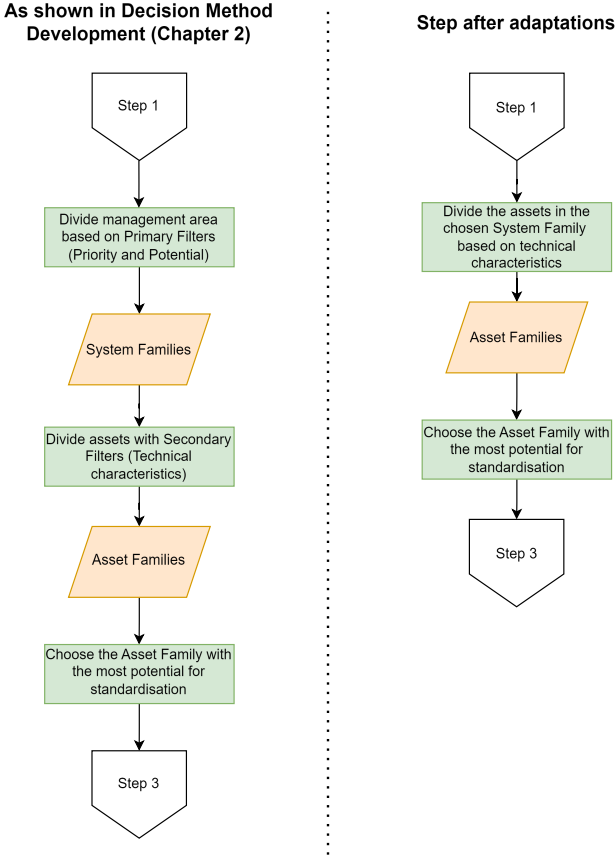 As shown in Decision Method
Development (Chapter 2)
Step 1
Divide management area
based on Primary Filters
(Priority and Potential)
System Families
Divide assets with Secondary
Filters (Technical
characteristics)
Asset Families
Choose the Asset Family with
the most potential for
standardisation
Step 3
Step after adaptations
Step 1
Divide the assets in the
chosen System Family
based on technical
characteristics
Asset Families
Choose the Asset Family with
the most potential for
standardisation
Step 3